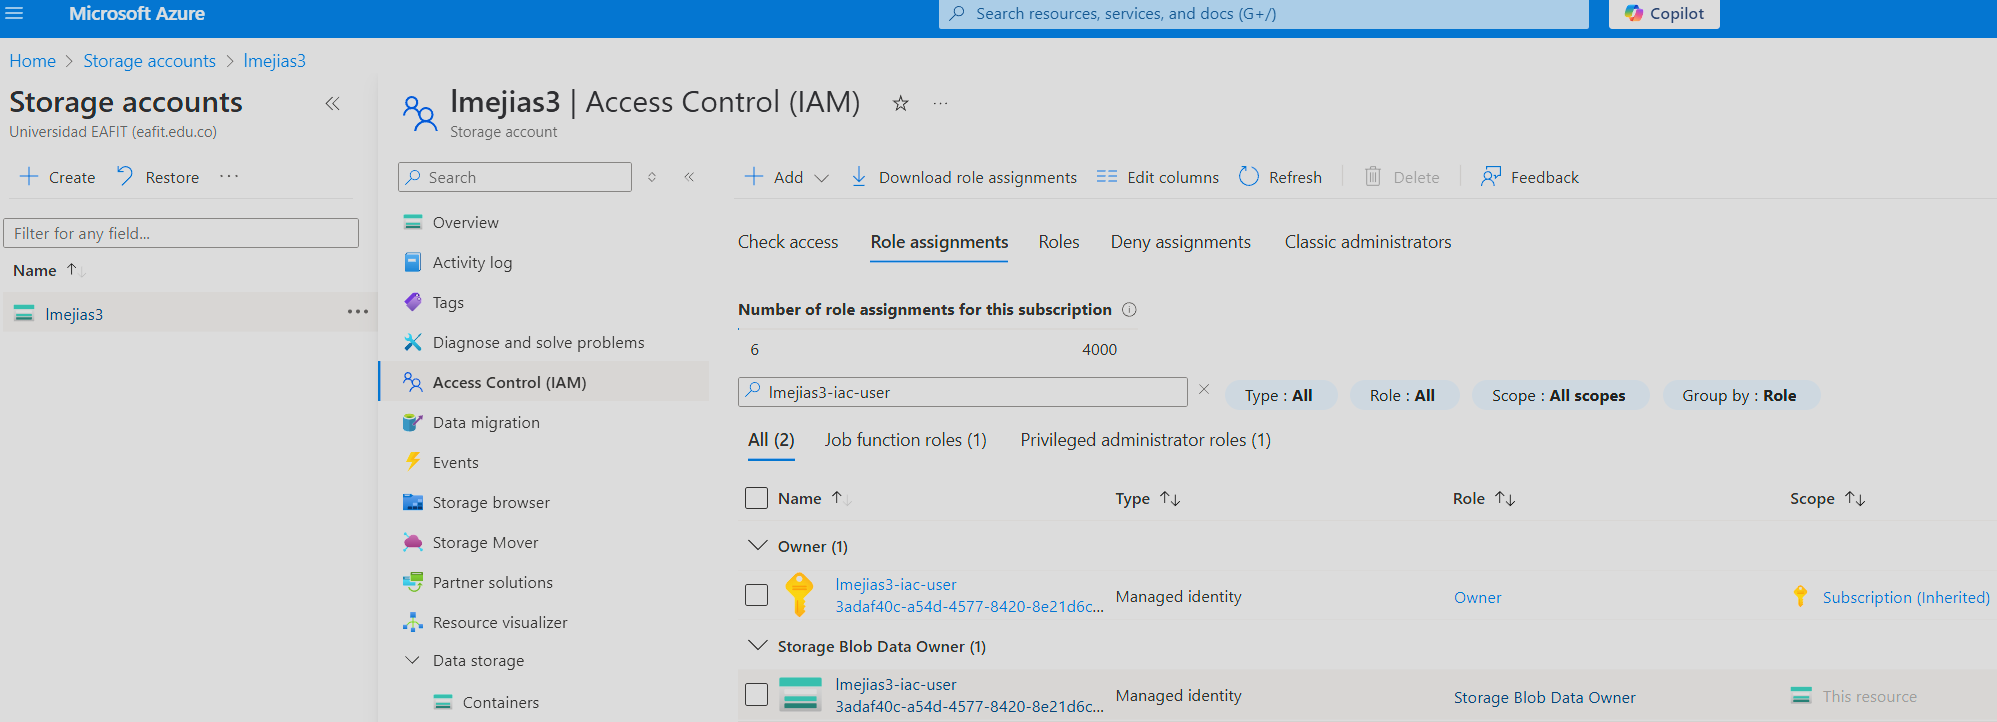 Microsoft Azure
Search resources, services, and docs (G+/)
Copilot
Home > Storage accounts > lmejias3
Storage accounts
Universidad EAFIT (eafit.edu.co)
Create
Restore
...
Filter for any field...
Name
lmejias3
...
lmejias3 | Access Control (IAM)
...
Storage account
Search
Overview
Activity log
Tags
Diagnose and solve problems
Access Control (IAM)
Data migration
Events
Storage browser
Storage Mover
Partner solutions
Resource visualizer
Data storage
Containers
Add
Download role assignments
Edit columns
Refresh
Delete
Feedback
Check access
Role assignments
Roles
Deny assignments
Classic administrators
Number of role assignments for this subscription
6
4000
lmejias3-iac-user
Type : All
Role : All
Scope : All scopes
Group by : Role
All (2)
Job function roles (1)
Privileged administrator roles (1)
Name
Type
Role
Scope
Owner (1)
lmejias3-iac-user
3adaf40c-a54d-4577-8420-8e21d6c...
Managed identity
Owner
Subscription (Inherited)
Storage Blob Data Owner (1)
lmejias3-iac-user
3adaf40c-a54d-4577-8420-8e21d6c...
Managed identity
Storage Blob Data Owner
This resource